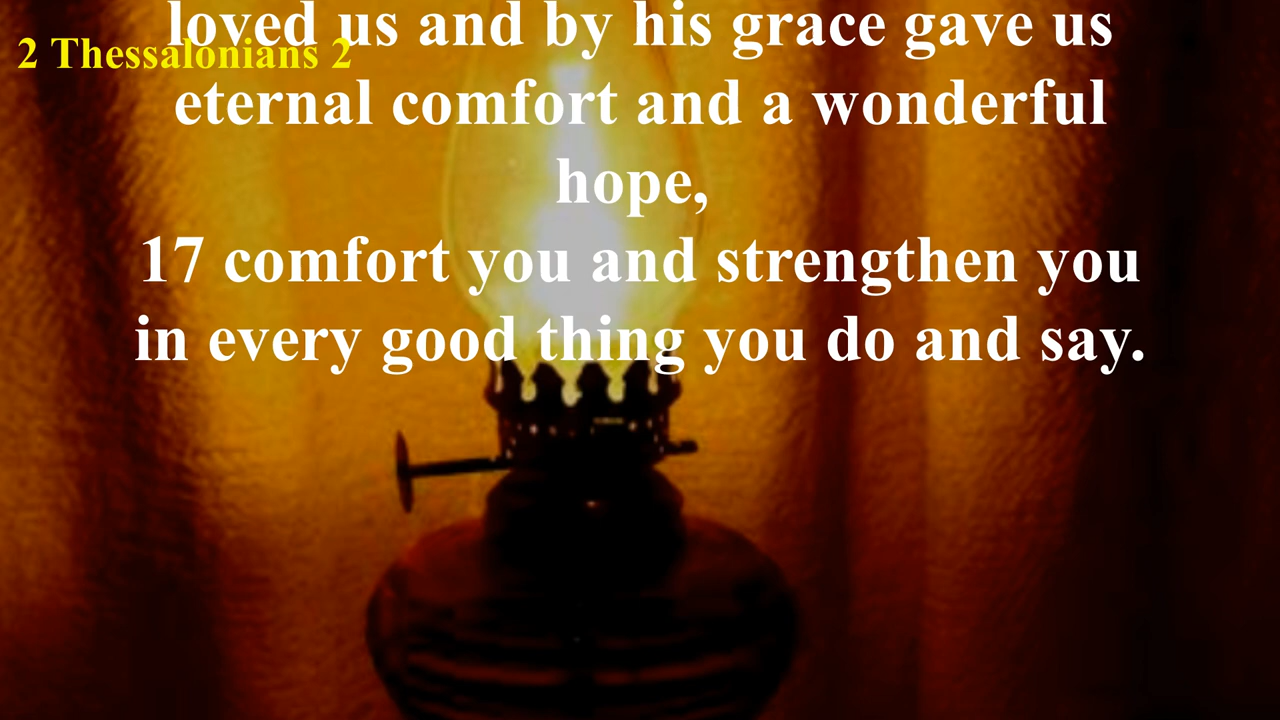 2 Thessalonians 2
loved us and by his grace gave us
eternal comfort and a wonderful
hope,
17 comfort you and strengthen you
in every good thing you do and say.